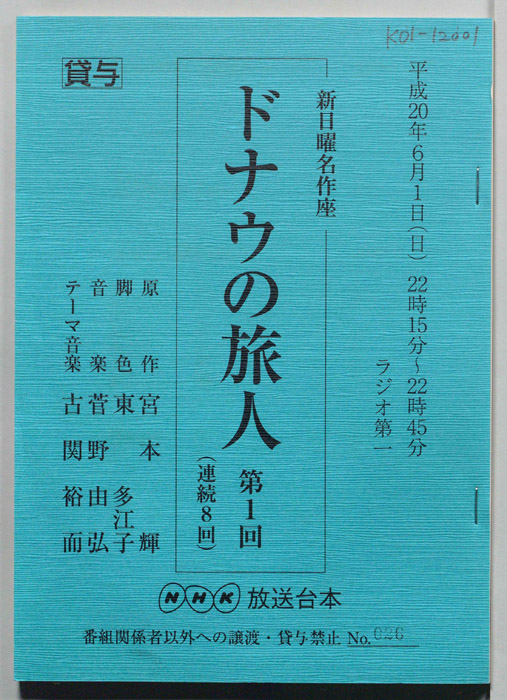 K01-12001
平成20年6月1日(日) 22時15分~22時45分
ラジオ第一
貸与
新日曜名作座
ドナウの旅人 第1回
(連続8回)
原作 宮本輝
脚色 東多江子
音楽 菅野由弘
テーマ音楽 古関裕而
NHK 放送台本
番組関係者以外への譲渡・貸与禁止 No. 026